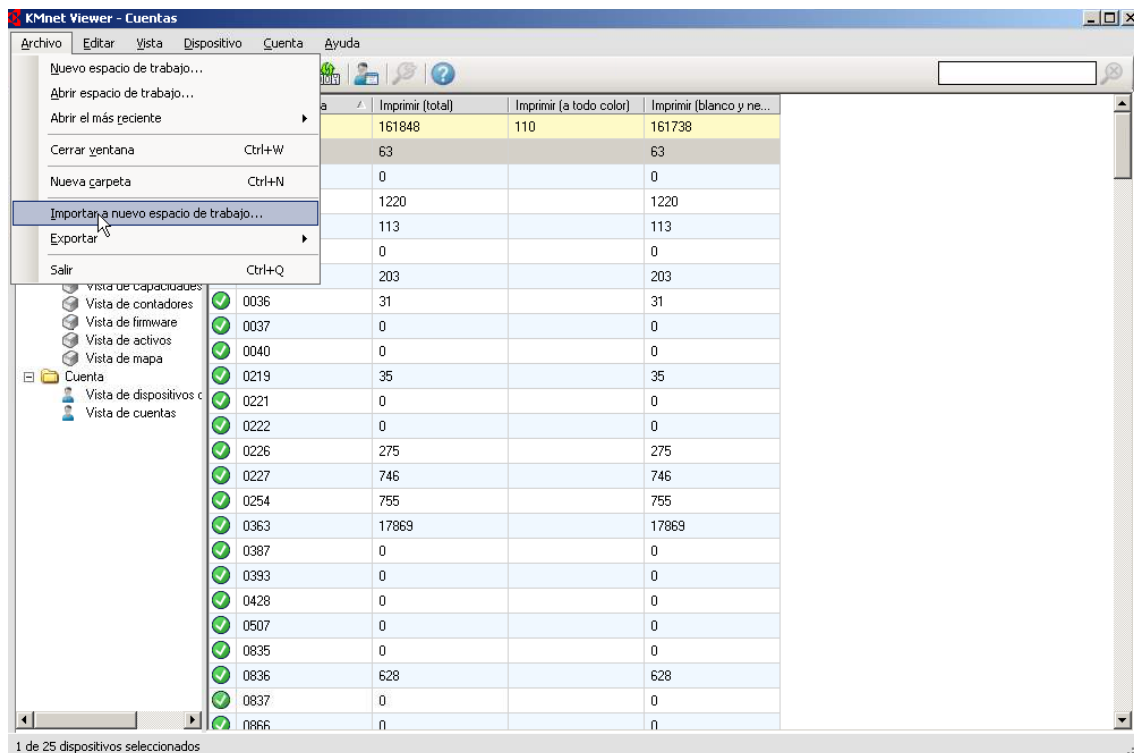 KMnet Viewer - Cuentas
Archivo Editar Vista Dispositivo Cuenta Ayuda
Nuevo espacio de trabajo...
Abrir espacio de trabajo...
Abrir el más reciente
Cerrar ventana Ctrl+W
Nueva carpeta Ctrl+N
Importar a nuevo espacio de trabajo...
Exportar
Salir Ctrl+Q
Vista de capacidades
Vista de contadores
Vista de firmware
Vista de activos
Vista de mapa
Cuenta
Vista de dispositivos
Vista de cuentas
a Imprimir (total) Imprimir (a todo color) Imprimir (blanco y ne...
161848 110 161738
63 63
0 0
1220 1220
113 113
0 0
203 203
0036 31 31
0037 0 0
0040 0 0
0219 35 35
0221 0 0
0222 0 0
0226 275 275
0227 746 746
0254 755 755
0363 17869 17869
0387 0 0
0393 0 0
0428 0 0
0507 0 0
0835 0 0
0836 628 628
0837 0 0
0866 0 0
1 de 25 dispositivos seleccionados